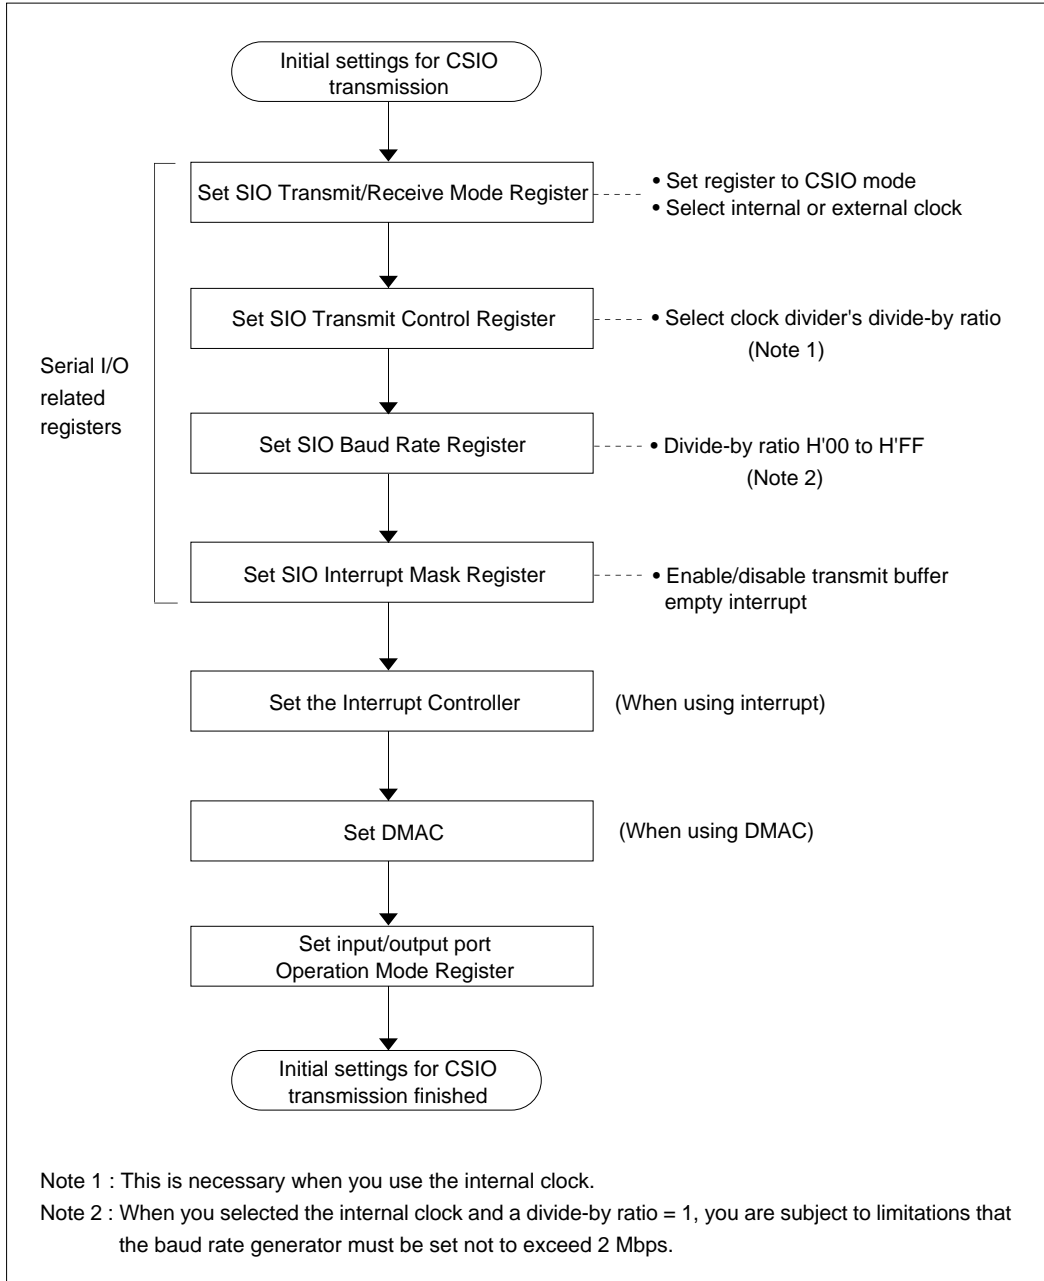 Initial settings for CSIO
transmission
Set SIO Transmit/Receive Mode Register
• Set register to CSIO mode
• Select internal or external clock
Set SIO Transmit Control Register
• Select clock divider's divide-by ratio
(Note 1)
Serial I/O
related
registers
Set SIO Baud Rate Register
• Divide-by ratio H'00 to H'FF
(Note 2)
Set SIO Interrupt Mask Register
• Enable/disable transmit buffer
empty interrupt
Set the Interrupt Controller
(When using interrupt)
Set DMAC
(When using DMAC)
Set input/output port
Operation Mode Register
Initial settings for CSIO
transmission finished
Note 1 : This is necessary when you use the internal clock.
Note 2 : When you selected the internal clock and a divide-by ratio = 1, you are subject to limitations that
the baud rate generator must be set not to exceed 2 Mbps.